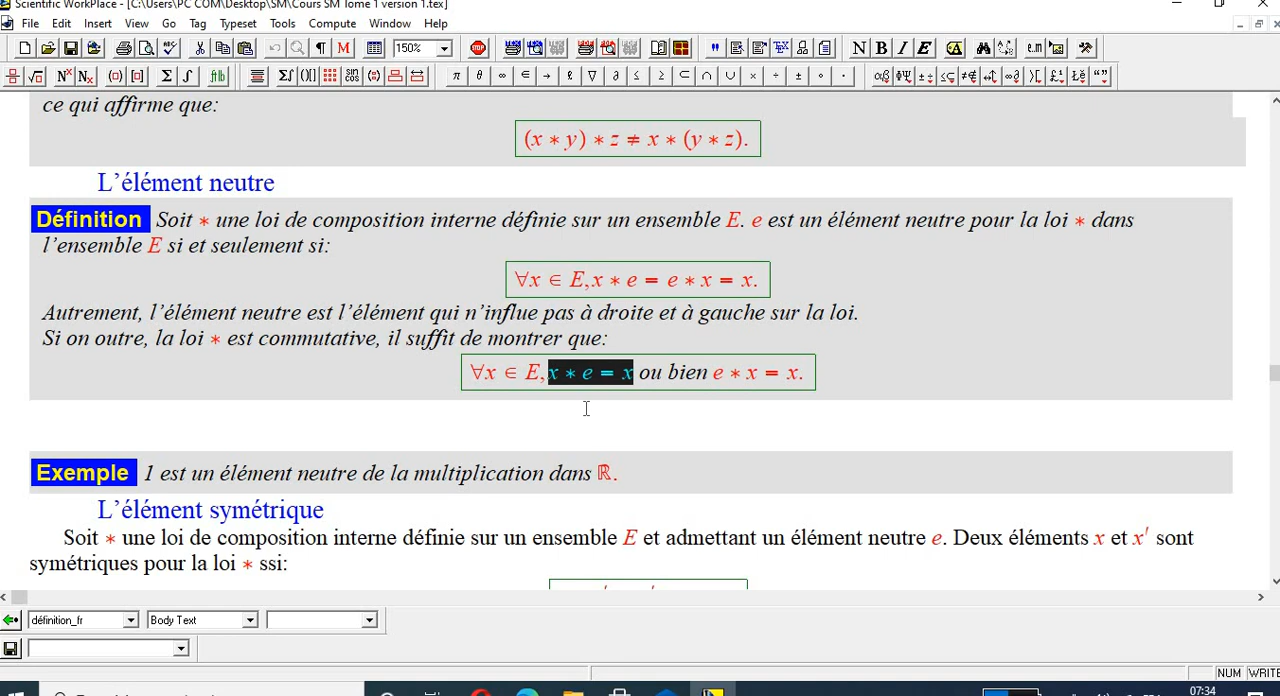 Scientific WorkPlace - [C:\Users\PC COM\Desktop\SM\Cours SM Tome 1 version 1.tex]
File Edit Insert View Go Tag Typeset Tools Compute Window Help
150%
ce qui affirme que:
(x ∗ y) ∗ z ≠ x ∗ (y ∗ z).
L'élément neutre
Définition Soit ∗ une loi de composition interne définie sur un ensemble E. e est un élément neutre pour la loi ∗ dans
l'ensemble E si et seulement si:
∀x ∈ E, x ∗ e = e ∗ x = x.
Autrement, l'élément neutre est l'élément qui n'influe pas à droite et à gauche sur la loi.
Si on outre, la loi ∗ est commutative, il suffit de montrer que:
∀x ∈ E, x ∗ e = x ou bien e ∗ x = x.
Exemple 1 est un élément neutre de la multiplication dans ℝ.
L'élément symétrique
Soit ∗ une loi de composition interne définie sur un ensemble E et admettant un élément neutre e. Deux éléments x et x′ sont
symétriques pour la loi ∗ ssi:
définition_fr Body Text
NUM WRITE
07:34